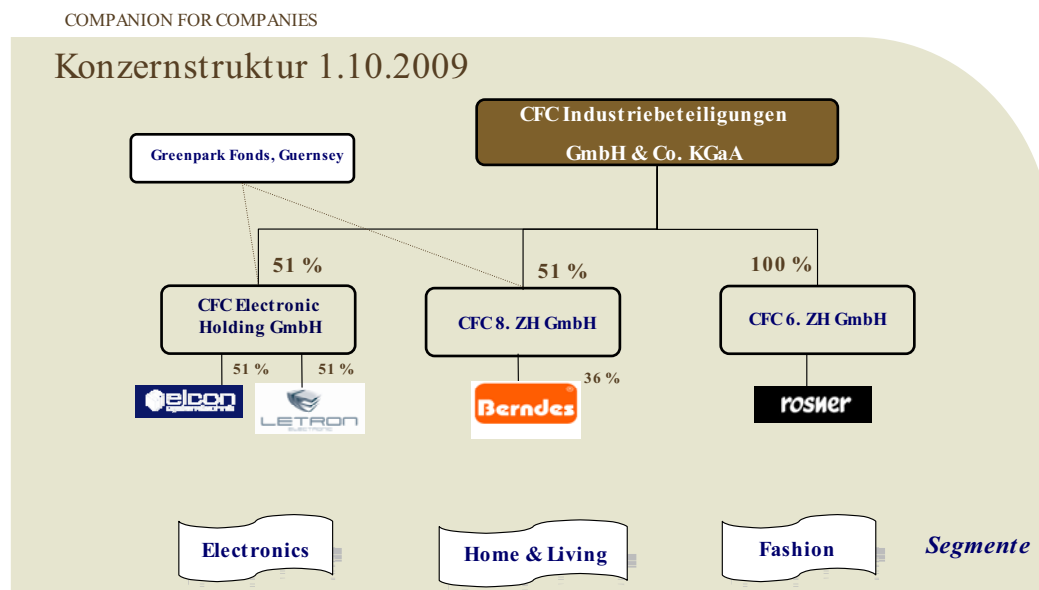 COMPANION FOR COMPANIES
Konzernstruktur 1.10.2009
CFC Industriebeteiligungen
GmbH & Co. KGaA
Greenpark Fonds, Guernsey
51 %
51 %
100 %
CFC Electronic
Holding GmbH
CFC 8. ZH GmbH
CFC 6. ZH GmbH
51 %
51 %
36 %
elcon
systemtechnik
LETRON
ELECTRONIC
Berndes
®
rosner
Electronics
Home & Living
Fashion
Segmente